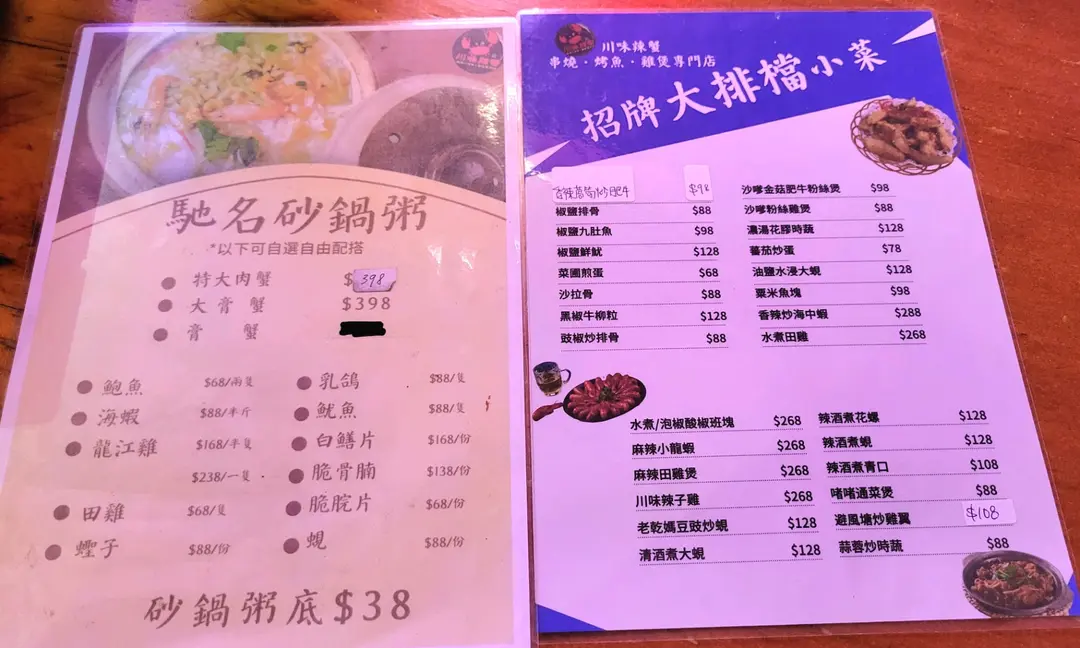 川味辣蟹
馳名砂鍋粥
*以下可自選自由配搭
特大肉蟹 $398
大膏蟹 $398
膏 蟹
鮑魚 $68/兩隻
海蝦 $88/半斤
龍江雞 $168/半隻
$238/一隻
田雞 $68/隻
蟶子 $88/份
乳鴿 $88/隻
魷魚 $88/隻
白鱔片 $168/份
脆骨腩 $138/份
脆脘片 $68/份
蜆 $88/份
砂鍋粥底$38
川味辣蟹
串燒·烤魚·雞煲專門店
招牌大排檔小菜
$98
椒鹽排骨 $88
椒鹽九肚魚 $98
椒鹽鮮魷 $128
菜圃煎蛋 $68
沙拉骨 $88
黑椒牛柳粒 $128
豉椒炒排骨 $88
沙嗲金菇肥牛粉絲煲 $98
沙嗲粉絲雞煲 $88
濃湯花膠時蔬 $128
蕃茄炒蛋 $78
油鹽水浸大蜆 $128
粟米魚塊 $98
香辣炒海中蝦 $288
水煮田雞 $268
水煮/泡椒酸椒班塊 $268
麻辣小龍蝦 $268
麻辣田雞煲 $268
川味辣子雞 $268
老乾媽豆豉炒蜆 $128
清酒煮大蜆 $128
辣酒煮花螺 $128
辣酒煮蜆 $128
辣酒煮青口 $108
啫啫通菜煲 $88
避風塘炒雞翼 $108
蒜蓉炒時蔬 $88